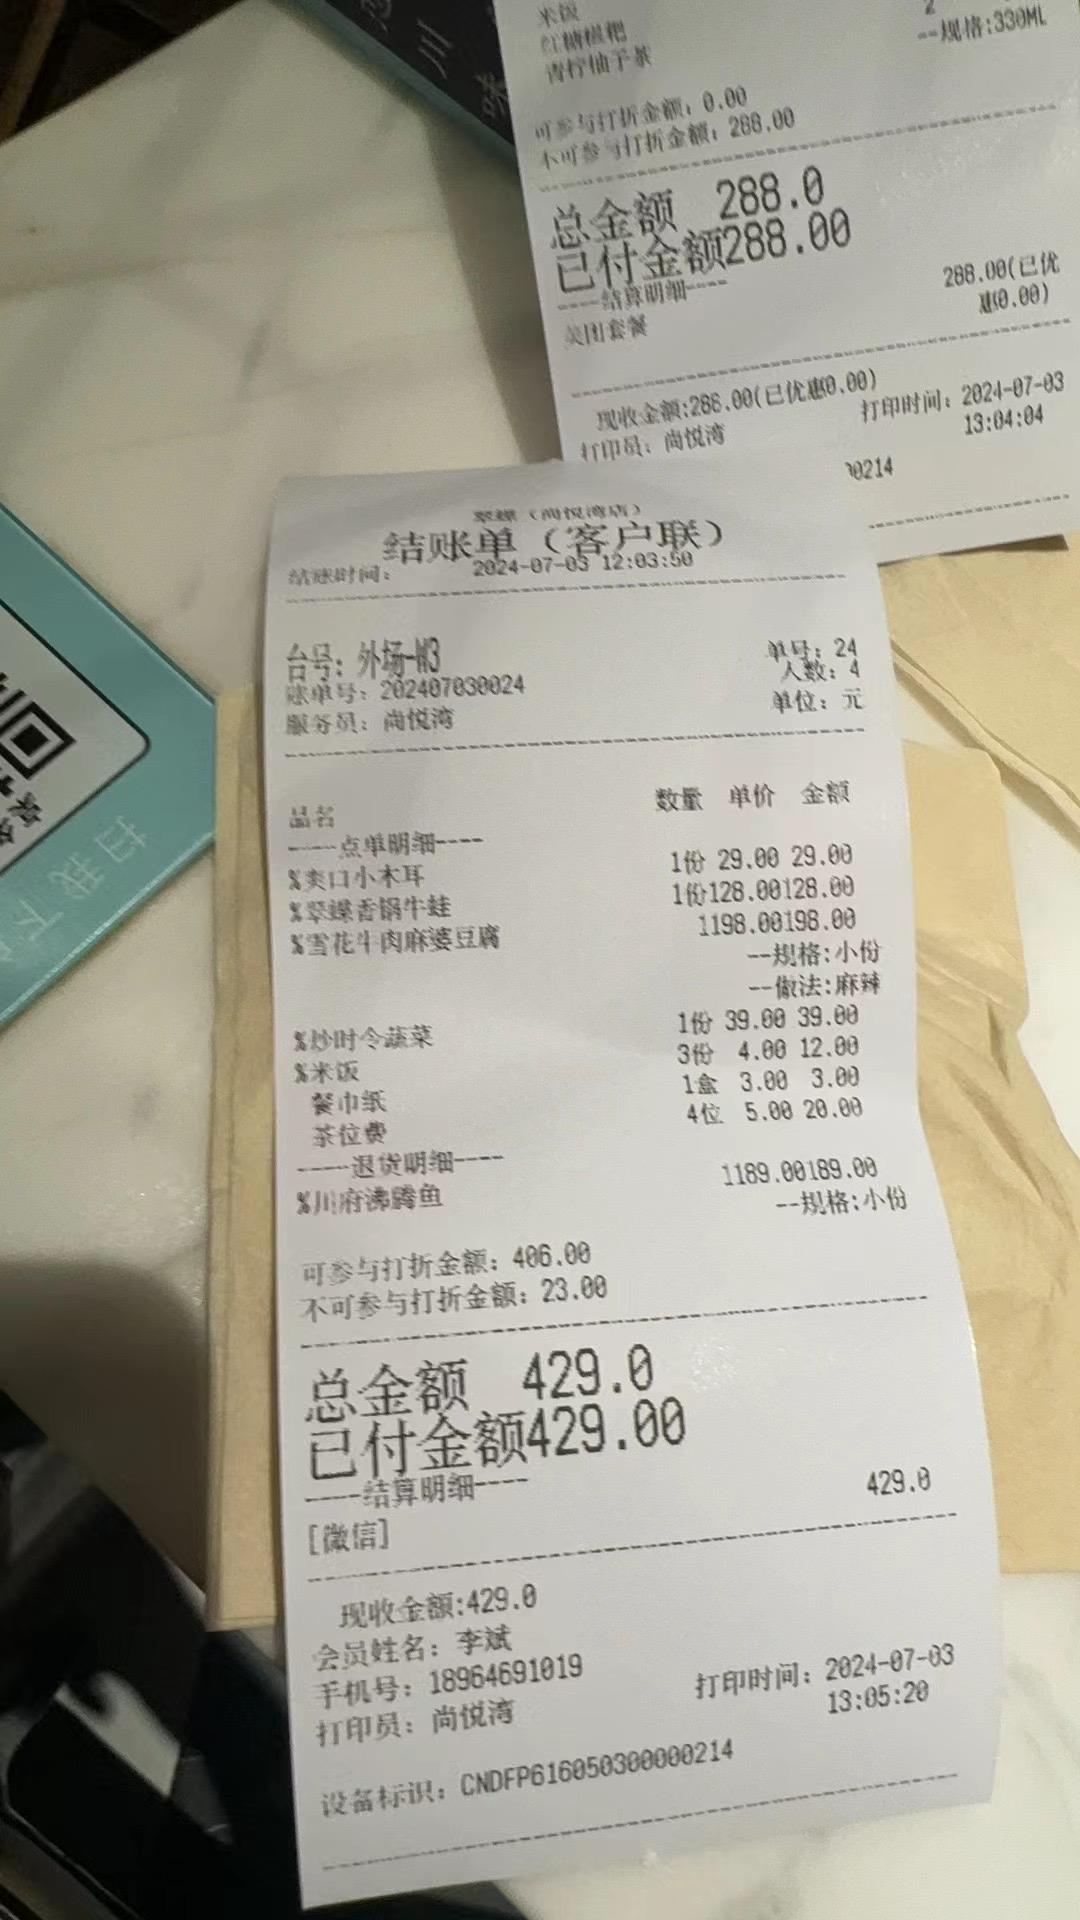 米饭
2
红糖糍粑
--规格:330ML
青柠柚子茶
可参与打折金额: 0.00
不可参与打折金额: 288.00
总金额 288.0
已付金额288.00
----结算明细----
288.00(已优
惠0.00)
美团套餐
现收金额:288.00(已优惠0.00)
打印员: 尚悦湾
打印时间: 2024-07-03
13:04:04
0214
翠蝶(尚悦湾店)
结账单(客户联)
结账时间: 2024-07-03 12:03:50
台号: 外场-W3
单号: 24
账单号: 202407030024
人数: 4
服务员: 尚悦湾
单位: 元
品名 数量 单价 金额
----点单明细----
%爽口小木耳 1份 29.00 29.00
%翠蝶香锅牛蛙 1份128.00128.00
%雪花牛肉麻婆豆腐 1198.00198.00
--规格:小份
--做法:麻辣
%炒时令蔬菜 1份 39.00 39.00
%米饭 3份 4.00 12.00
餐巾纸 1盒 3.00 3.00
茶位费 4位 5.00 20.00
----退货明细----
%川府沸腾鱼 1189.00189.00
--规格:小份
可参与打折金额: 406.00
不可参与打折金额: 23.00
总金额 429.0
已付金额429.00
----结算明细----
[微信] 429.0
现收金额:429.0
会员姓名: 李斌
手机号: 18964691019
打印员: 尚悦湾
打印时间: 2024-07-03
13:05:20
设备标识: CNDFP616050300000214
扫我